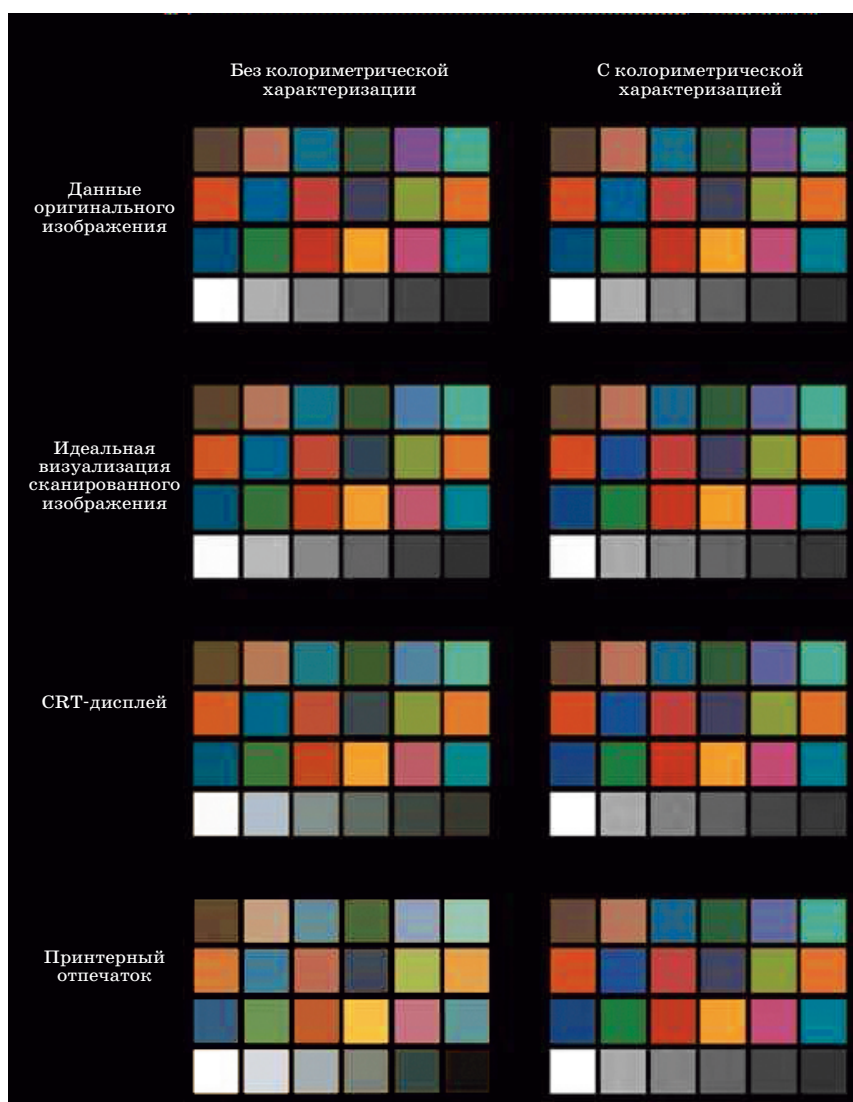 Без колориметрической
характеризации
С колориметрической
характеризацией
Данные
оригинального
изображения
Идеальная
визуализация
сканированного
изображения
CRT-дисплей
Принтерный
отпечаток